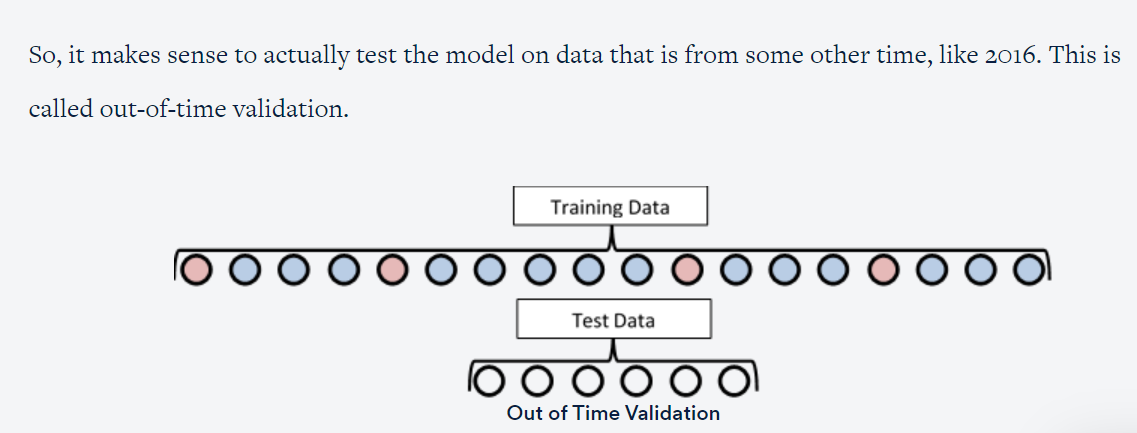 So, it makes sense to actually test the model on data that is from some other time, like 2016. This is
called out-of-time validation.
Training Data
Test Data
Out of Time Validation